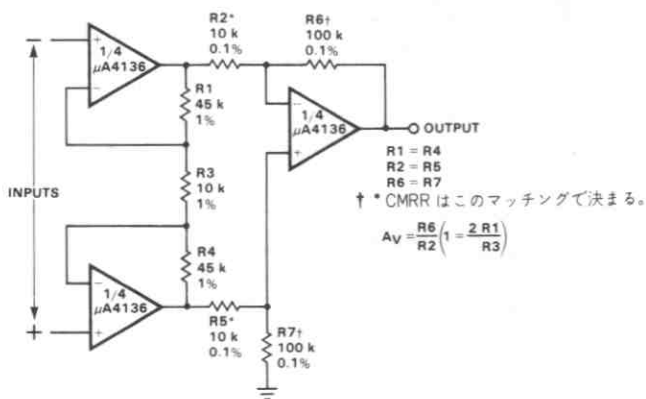 R2*
10 k
0.1%
R6†
100 k
0.1%
−
+
1/4
μA4136
−
R1
45 k
1%
−
1/4
μA4136
+
OUTPUT
R1 = R4
R2 = R5
R6 = R7
† * CMRR はこのマッチングで決まる。
AV = R6/R2 (1 = 2 R1/R3)
R3
10 k
1%
INPUTS
R4
45 k
1%
−
1/4
μA4136
+
+
R5*
10 k
0.1%
R7†
100 k
0.1%